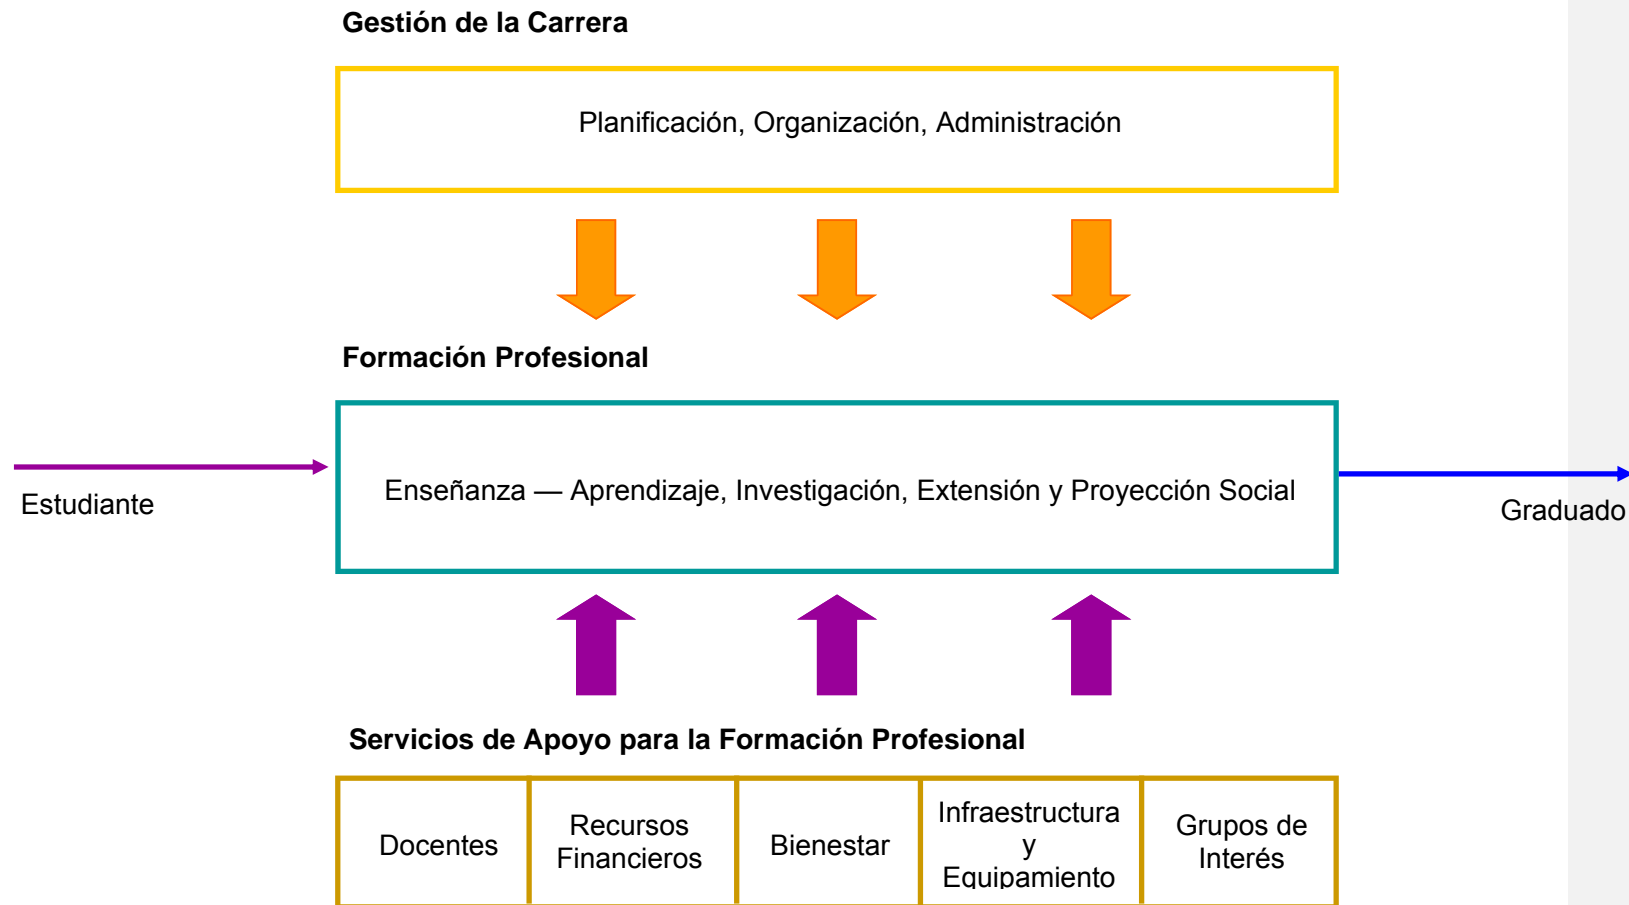 Gestión de la Carrera
Planificación, Organización, Administración
Formación Profesional
Estudiante
Enseñanza — Aprendizaje, Investigación, Extensión y Proyección Social
Graduado
Servicios de Apoyo para la Formación Profesional
Docentes
Recursos
Financieros
Bienestar
Infraestructura
y
Equipamiento
Grupos de
Interés